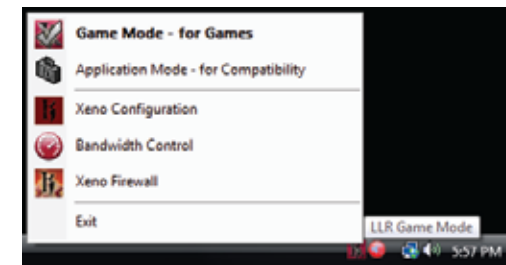 Game Mode - for Games
Application Mode - for Compatibility
Xeno Configuration
Bandwidth Control
Xeno Firewall
Exit
LLR Game Mode
5:57 PM